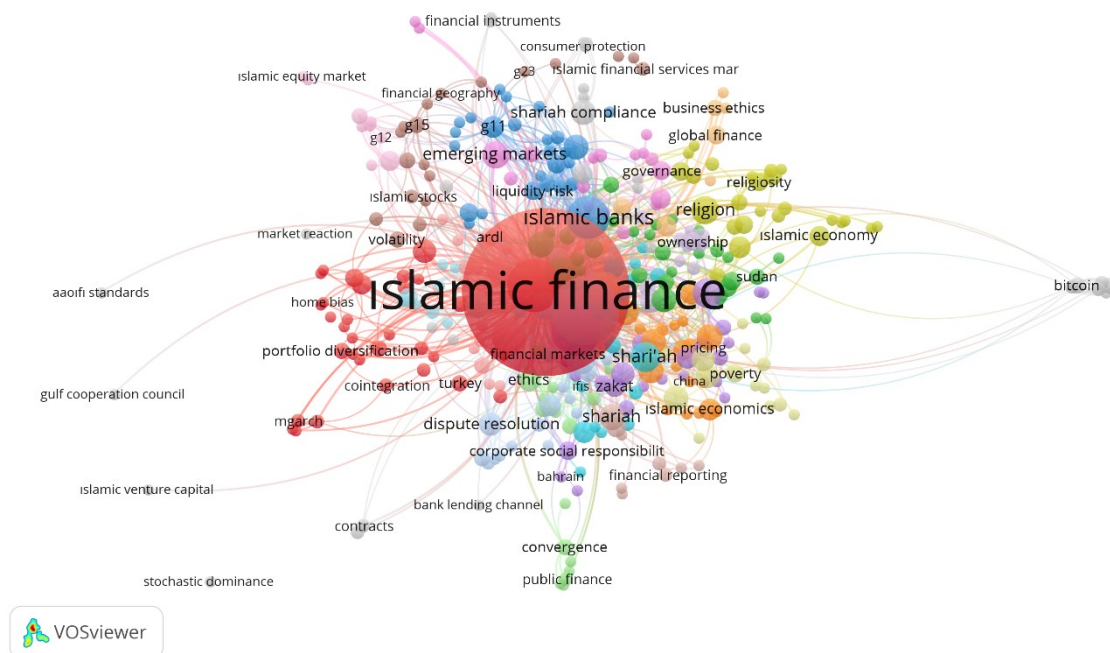 financial instruments
consumer protection
g23
ıslamic financial services mar
ıslamic equity market
financial geography
shariah compliance
business ethics
g12
g15
g11
global finance
emerging markets
governance
liquidity risk
religiosity
ıslamic stocks
ıslamic banks
religion
market reaction
volatility
ardl
ownership
ıslamic economy
sudan
aaoıfı standards
home bias
ıslamic finance
bitcoin
portfolio diversification
financial markets
shari'ah
pricing
gulf cooperation council
cointegration
turkey
ethics
ıfıs
zakat
china
poverty
mgarch
dispute resolution
shariah
ıslamic economics
corporate social responsibilit
ıslamic venture capital
bahrain
financial reporting
bank lending channel
contracts
convergence
stochastic dominance
public finance
VOSviewer